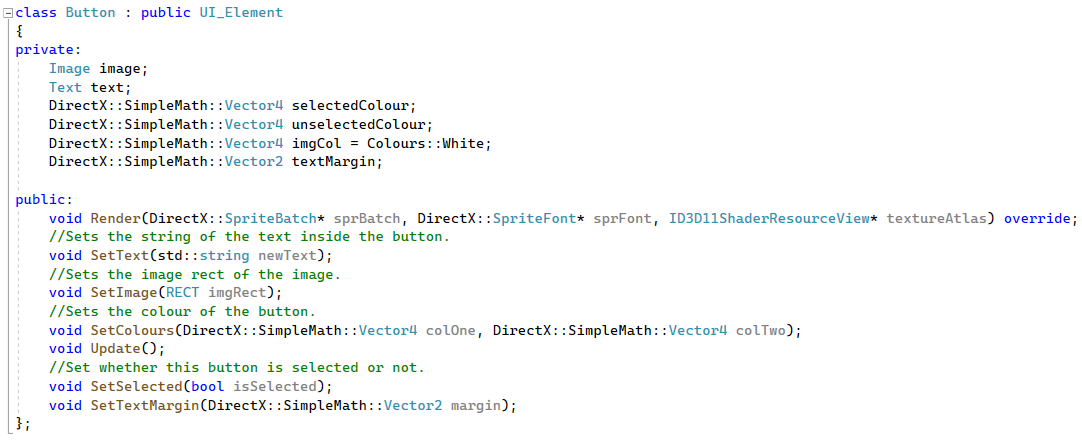 class Button : public UI_Element
{
private:
    Image image;
    Text text;
    DirectX::SimpleMath::Vector4 selectedColour;
    DirectX::SimpleMath::Vector4 unselectedColour;
    DirectX::SimpleMath::Vector4 imgCol = Colours::White;
    DirectX::SimpleMath::Vector2 textMargin;

public:
    void Render(DirectX::SpriteBatch* sprBatch, DirectX::SpriteFont* sprFont, ID3D11ShaderResourceView* textureAtlas) override;
    //Sets the string of the text inside the button.
    void SetText(std::string newText);
    //Sets the image rect of the image.
    void SetImage(RECT imgRect);
    //Sets the colour of the button.
    void SetColours(DirectX::SimpleMath::Vector4 colOne, DirectX::SimpleMath::Vector4 colTwo);
    void Update();
    //Set whether this button is selected or not.
    void SetSelected(bool isSelected);
    void SetTextMargin(DirectX::SimpleMath::Vector2 margin);
};